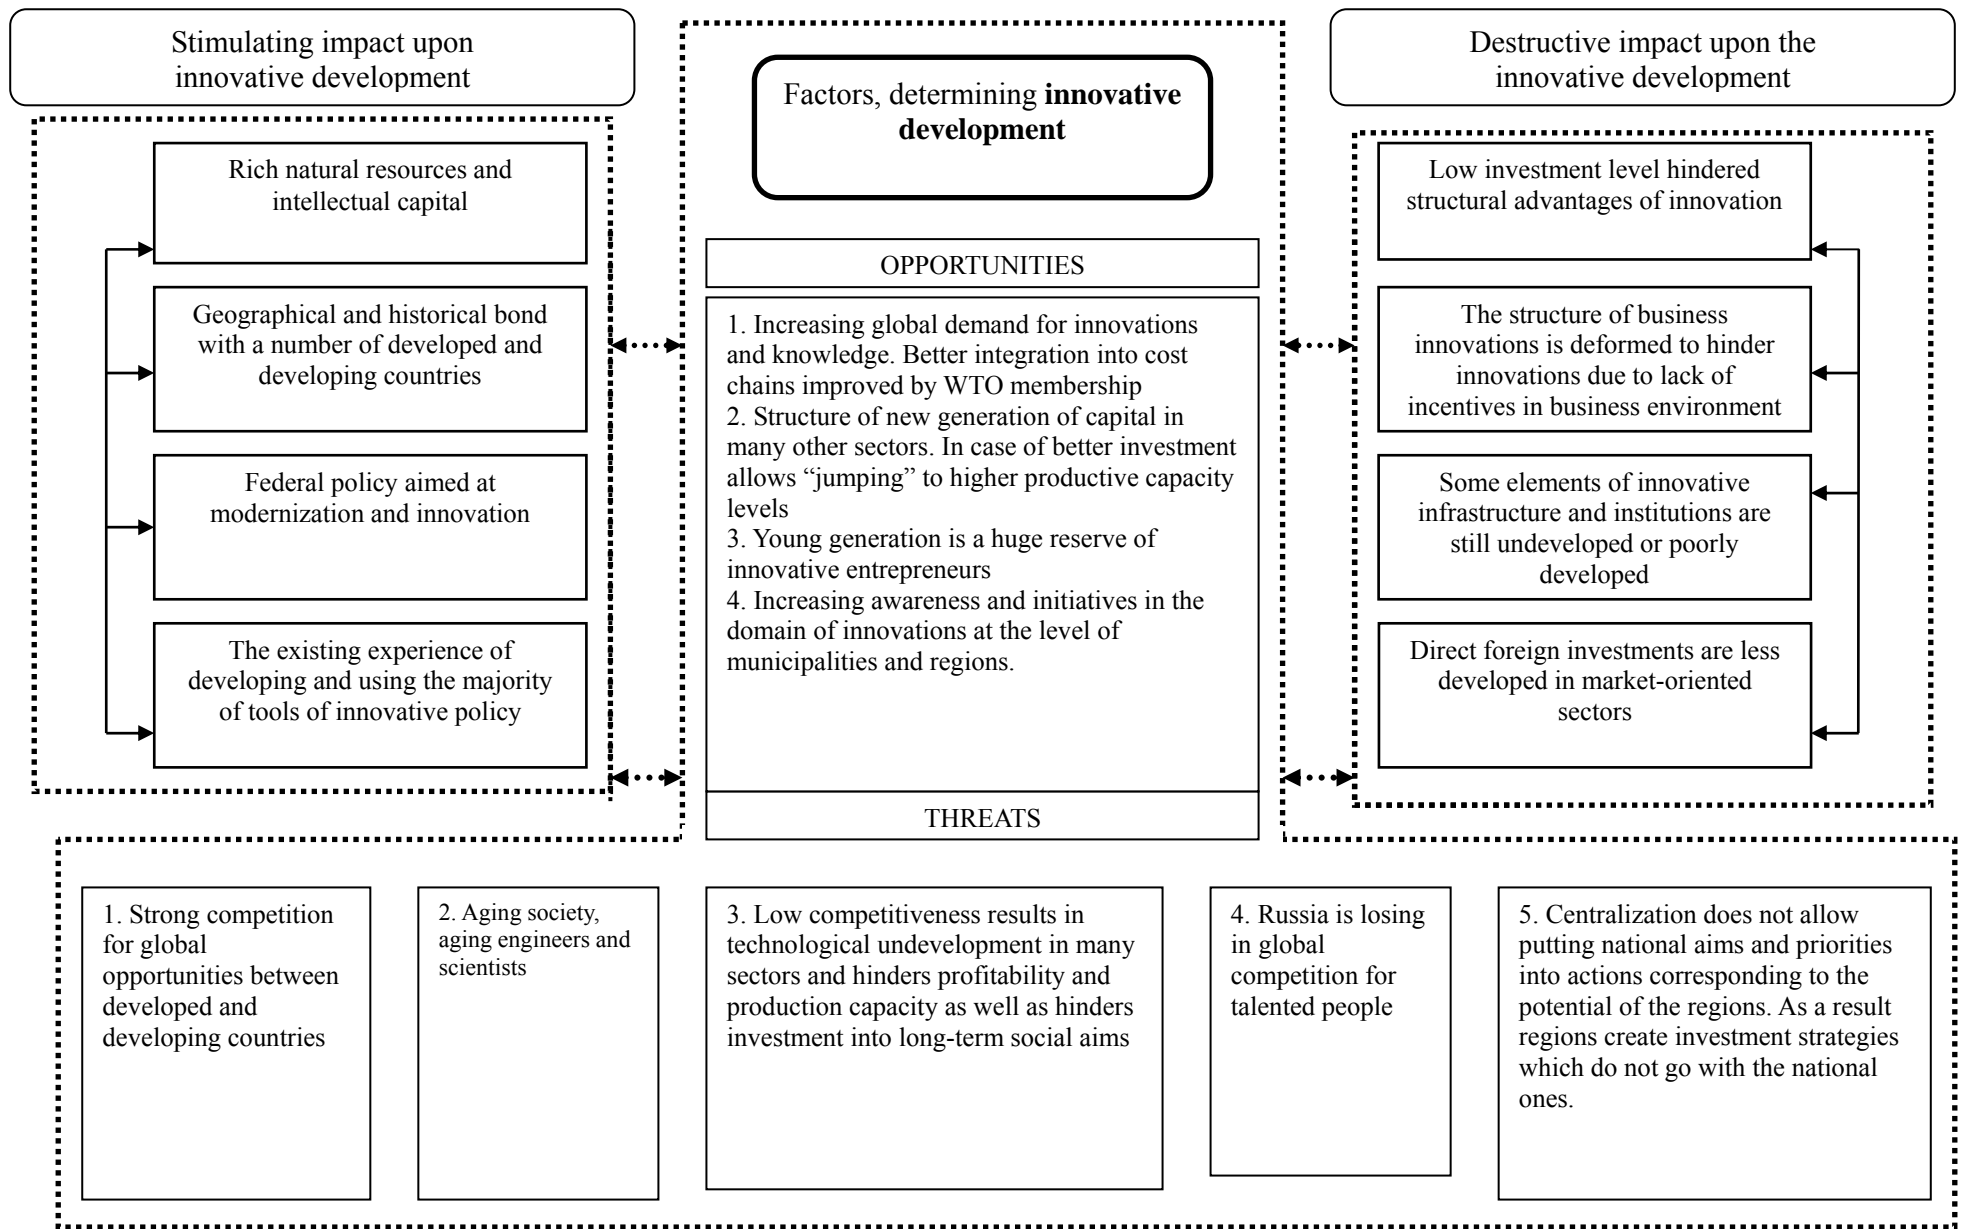 Stimulating impact upon
innovative development
Rich natural resources and
intellectual capital
Geographical and historical bond
with a number of developed and
developing countries
Federal policy aimed at
modernization and innovation
The existing experience of
developing and using the majority
of tools of innovative policy
Factors, determining innovative
development
OPPORTUNITIES
1. Increasing global demand for innovations
and knowledge. Better integration into cost
chains improved by WTO membership
2. Structure of new generation of capital in
many other sectors. In case of better investment
allows “jumping” to higher productive capacity
levels
3. Young generation is a huge reserve of
innovative entrepreneurs
4. Increasing awareness and initiatives in the
domain of innovations at the level of
municipalities and regions.
Destructive impact upon the
innovative development
Low investment level hindered
structural advantages of innovation
The structure of business
innovations is deformed to hinder
innovations due to lack of
incentives in business environment
Some elements of innovative
infrastructure and institutions are
still undeveloped or poorly
developed
Direct foreign investments are less
developed in market-oriented
sectors
THREATS
1. Strong competition
for global
opportunities between
developed and
developing countries
2. Aging society,
aging engineers and
scientists
3. Low competitiveness results in
technological undevelopment in many
sectors and hinders profitability and
production capacity as well as hinders
investment into long-term social aims
4. Russia is losing
in global
competition for
talented people
5. Centralization does not allow
putting national aims and priorities
into actions corresponding to the
potential of the regions. As a result
regions create investment strategies
which do not go with the national
ones.